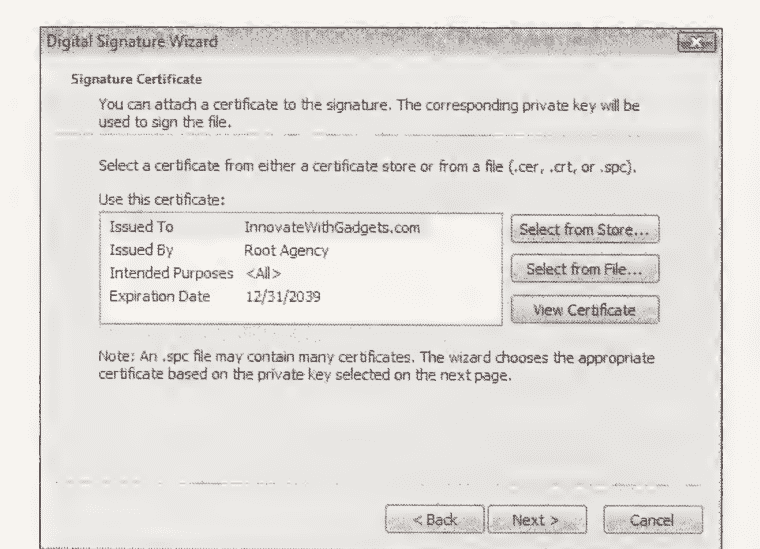 Digital Signature Wizard
Signature Certificate
You can attach a certificate to the signature. The corresponding private key will be
used to sign the file.
Select a certificate from either a certificate store or from a file (.cer, .crt, or .spc).
Use this certificate:
Issued To InnovateWithGadgets.com
Issued By Root Agency
Intended Purposes <All>
Expiration Date 12/31/2039
Select from Store...
Select from File...
View Certificate
Note: An .spc file may contain many certificates. The wizard chooses the appropriate
certificate based on the private key selected on the next page.
< Back Next > Cancel